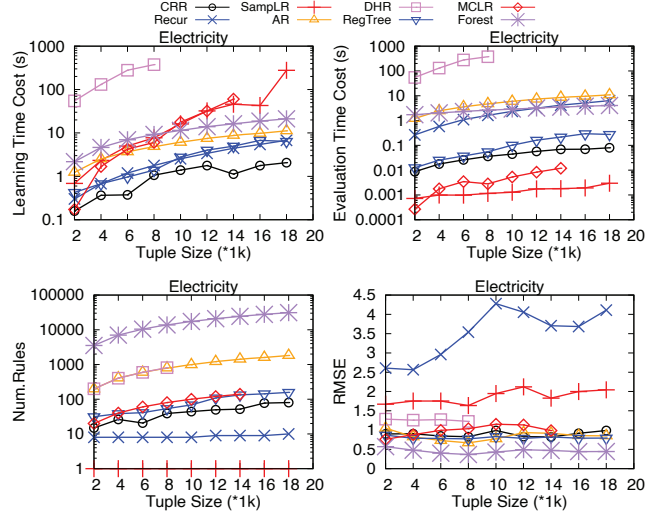 CRR SampLR DHR MCLR
Recur AR RegTree Forest
Electricity
Learning Time Cost (s)
1000
100
10
1
0.1
2 4 6 8 10 12 14 16 18 20
Tuple Size (*1k)
Electricity
Evaluation Time Cost (s)
1000
100
10
1
0.1
0.01
0.001
0.0001
2 4 6 8 10 12 14 16 18 20
Tuple Size (*1k)
Electricity
Num.Rules
100000
10000
1000
100
10
1
2 4 6 8 10 12 14 16 18 20
Tuple Size (*1k)
Electricity
RMSE
4.5
4
3.5
3
2.5
2
1.5
1
0.5
0
2 4 6 8 10 12 14 16 18 20
Tuple Size (*1k)